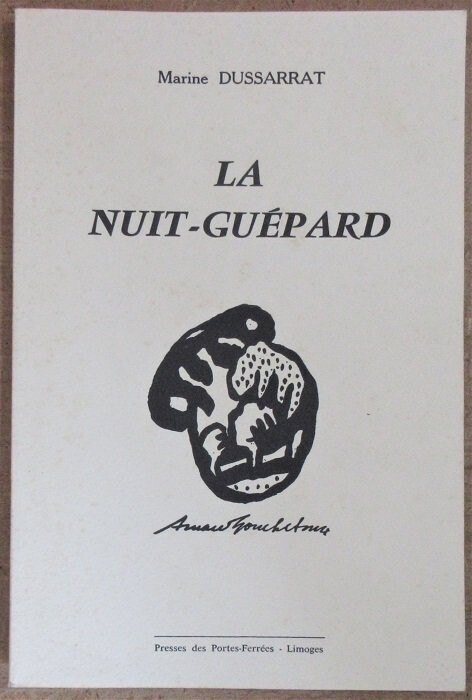 Marine DUSSARRAT
LA
NUIT-GUÉPARD
Presses des Portes-Ferrées - Limoges